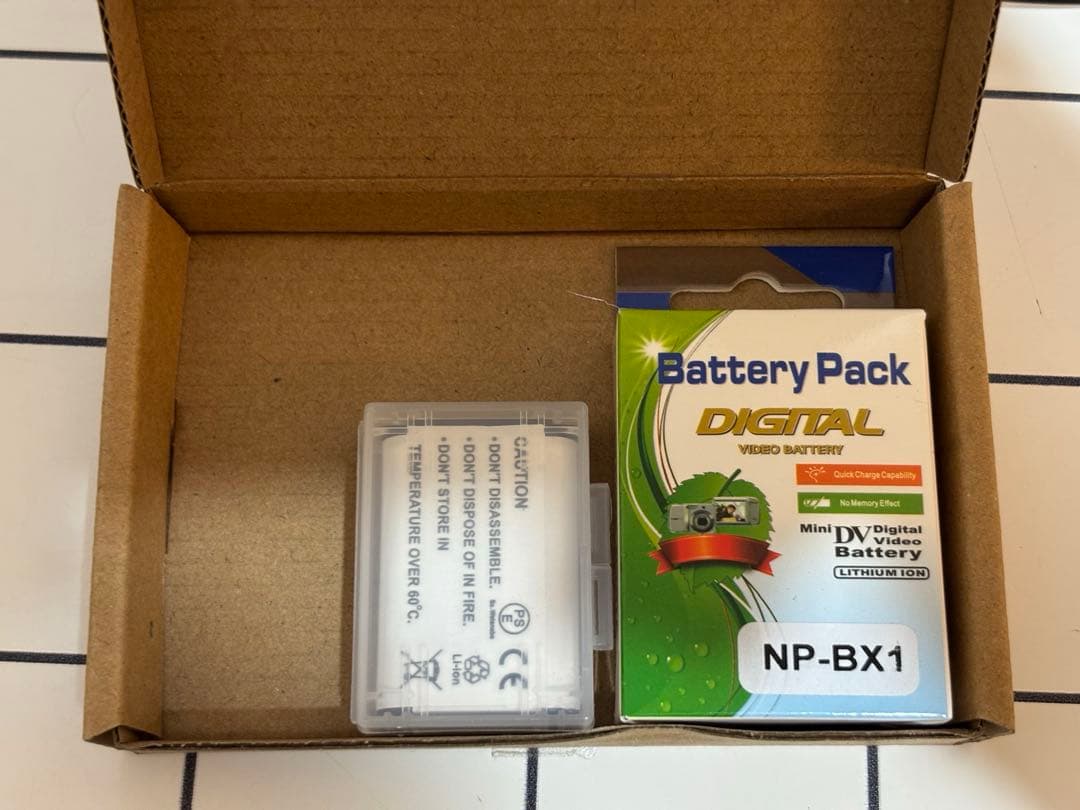 CAUTION
•DON'T DISASSEMBLE.
•DON'T DISPOSE OF IN FIRE.
•DON'T STORE IN
TEMPERATURE OVER 60°C.
PS
E
CE
Li-ion
Battery Pack
DIGITAL
VIDEO BATTERY
Quick Charge Capability
No Memory Effect
Mini DV Digital
Video
Battery
LITHIUM ION
NP-BX1